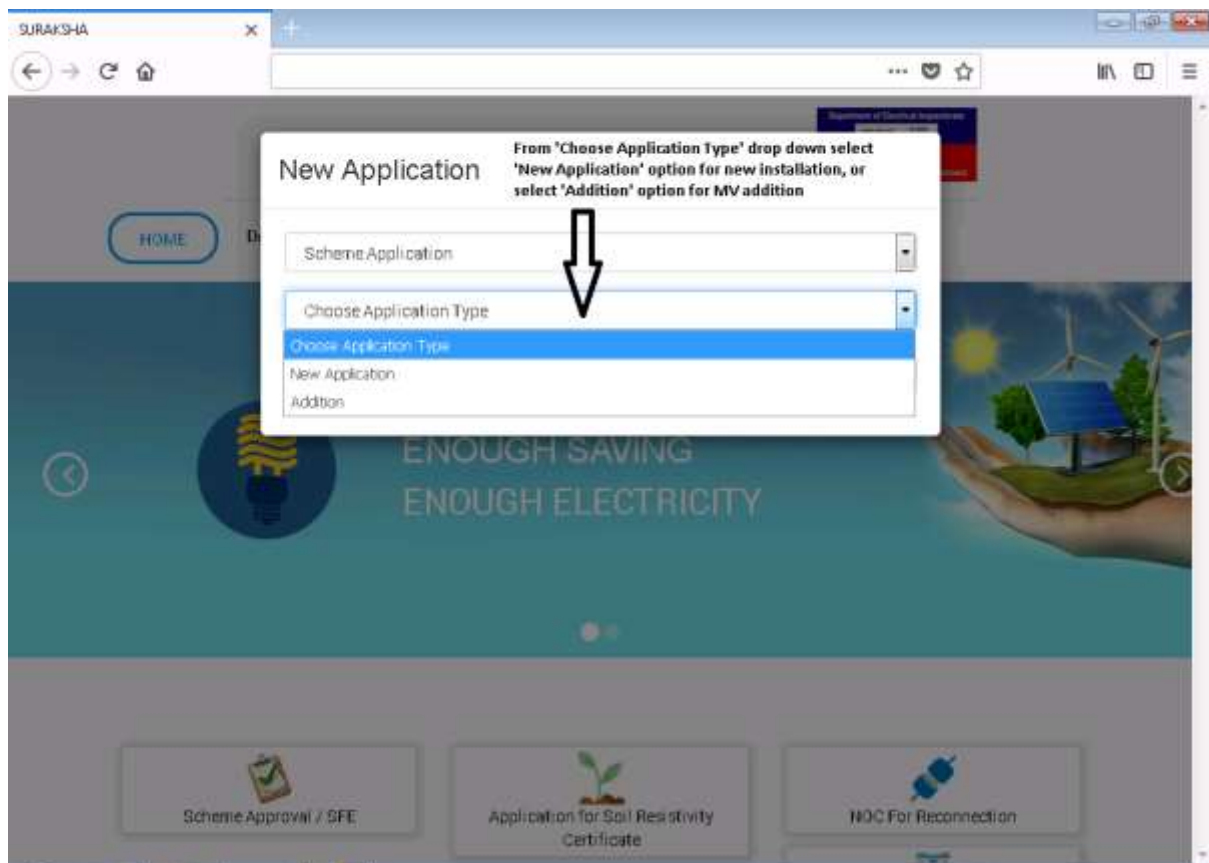 SURAKSHA
New Application
From 'Choose Application Type' drop down select
'New Application' option for new installation, or
select 'Addition' option for MV addition
HOME
Scheme Application
Choose Application Type
Choose Application Type
New Application
Addition
ENOUGH SAVING
ENOUGH ELECTRICITY
Scheme Approval / SFE
Application for Soil Resistivity
Certificate
NOC For Reconnection